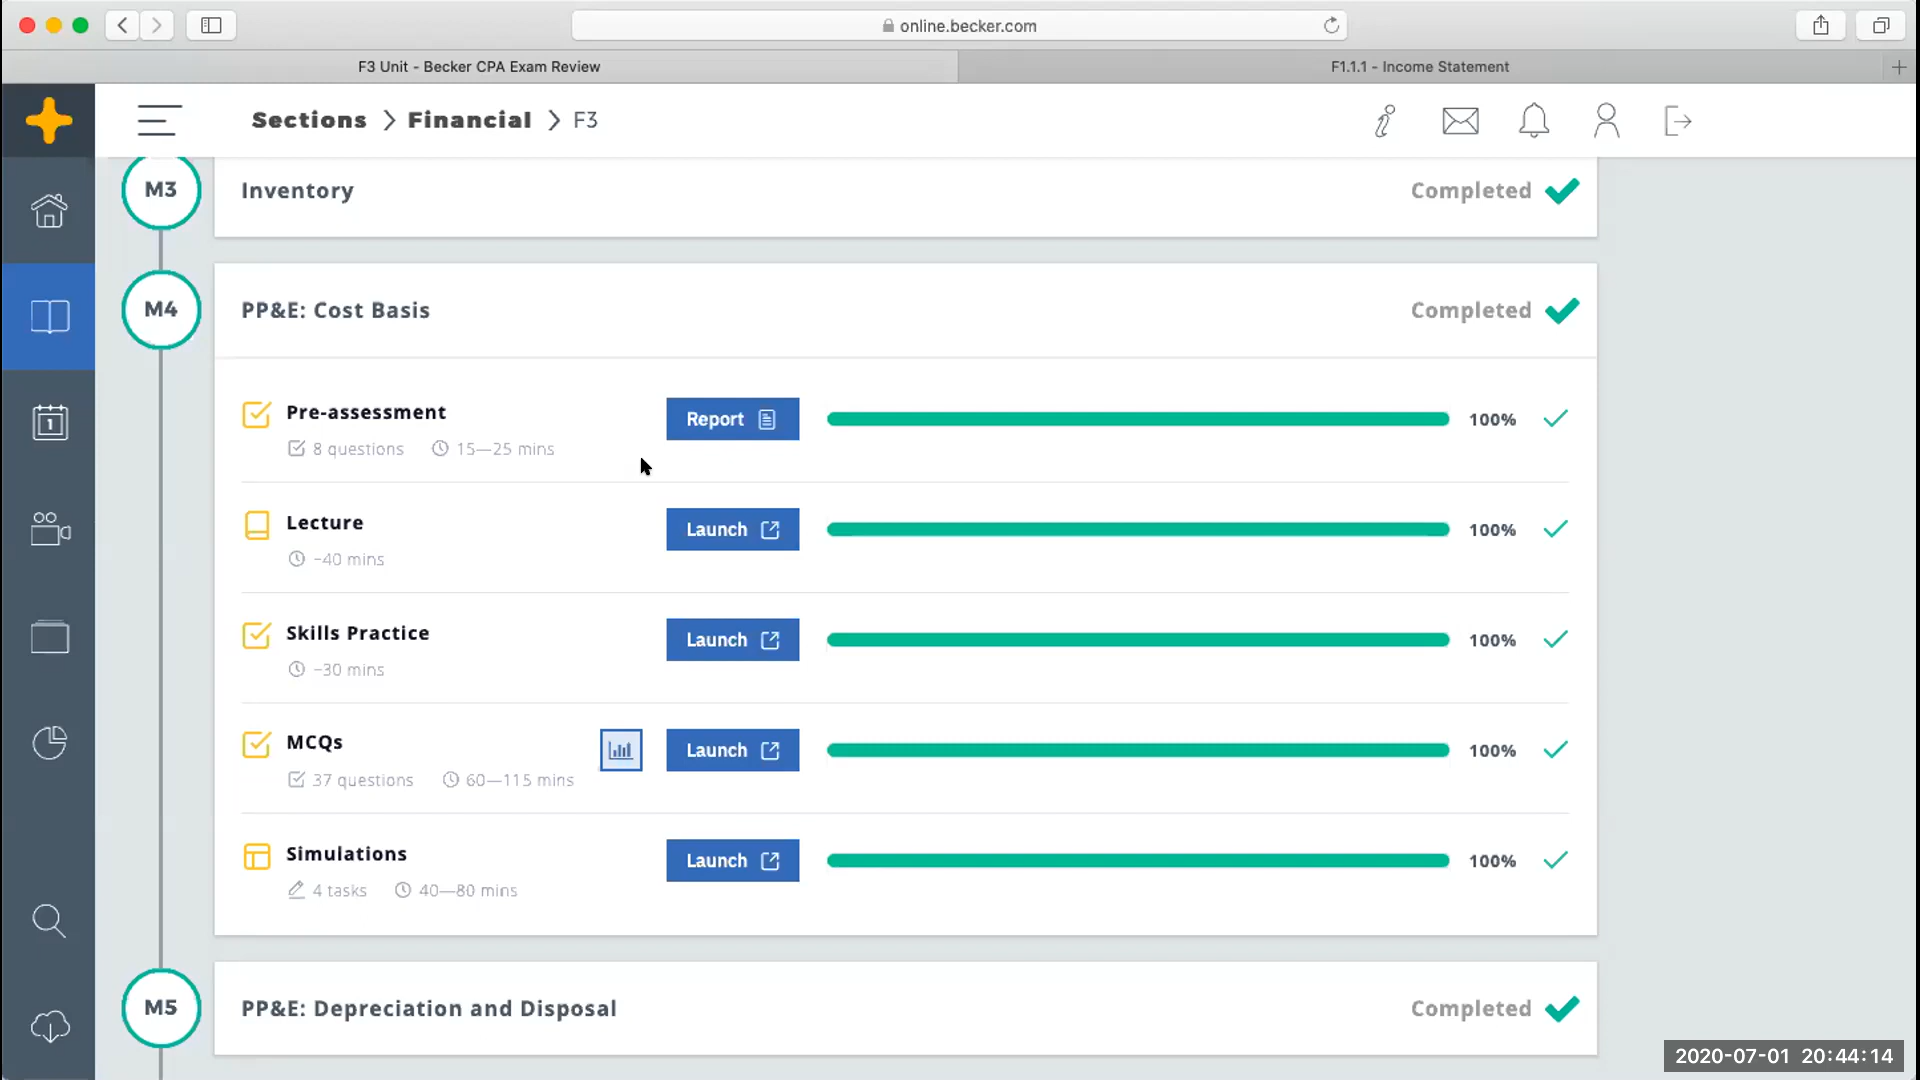 online.becker.com
F3 Unit - Becker CPA Exam Review
F1.1.1 - Income Statement
Sections > Financial > F3
M3
Inventory
Completed
M4
PP&E: Cost Basis
Completed
Pre-assessment
Report
100%
8 questions
15—25 mins
Lecture
Launch
100%
~40 mins
Skills Practice
Launch
100%
~30 mins
MCQs
Launch
100%
37 questions
60—115 mins
Simulations
Launch
100%
4 tasks
40—80 mins
M5
PP&E: Depreciation and Disposal
Completed
1
2020-07-01 20:44:14